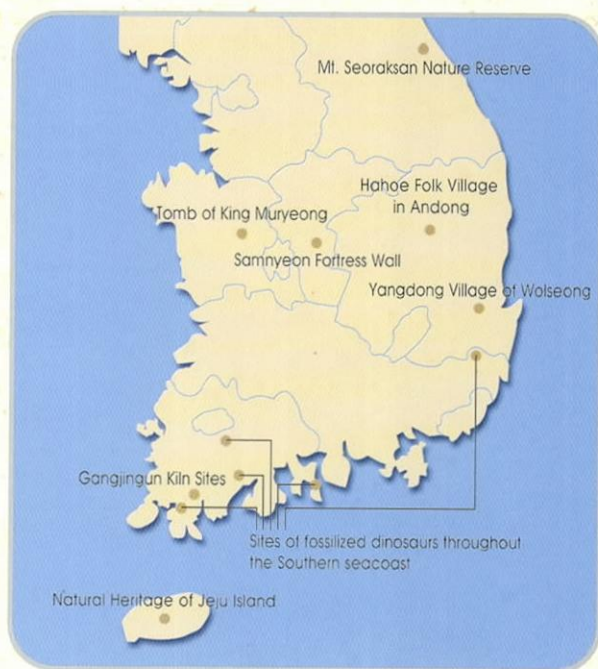 Mt. Seoraksan Nature Reserve
Hahoe Folk Village
in Andong
Tomb of King Muryeong
Samnyeon Fortress Wall
Yangdong Village of Wolseong
Gangjingun Kiln Sites
Sites of fossilized dinosaurs throughout
the Southern seacoast
Natural Heritage of Jeju Island